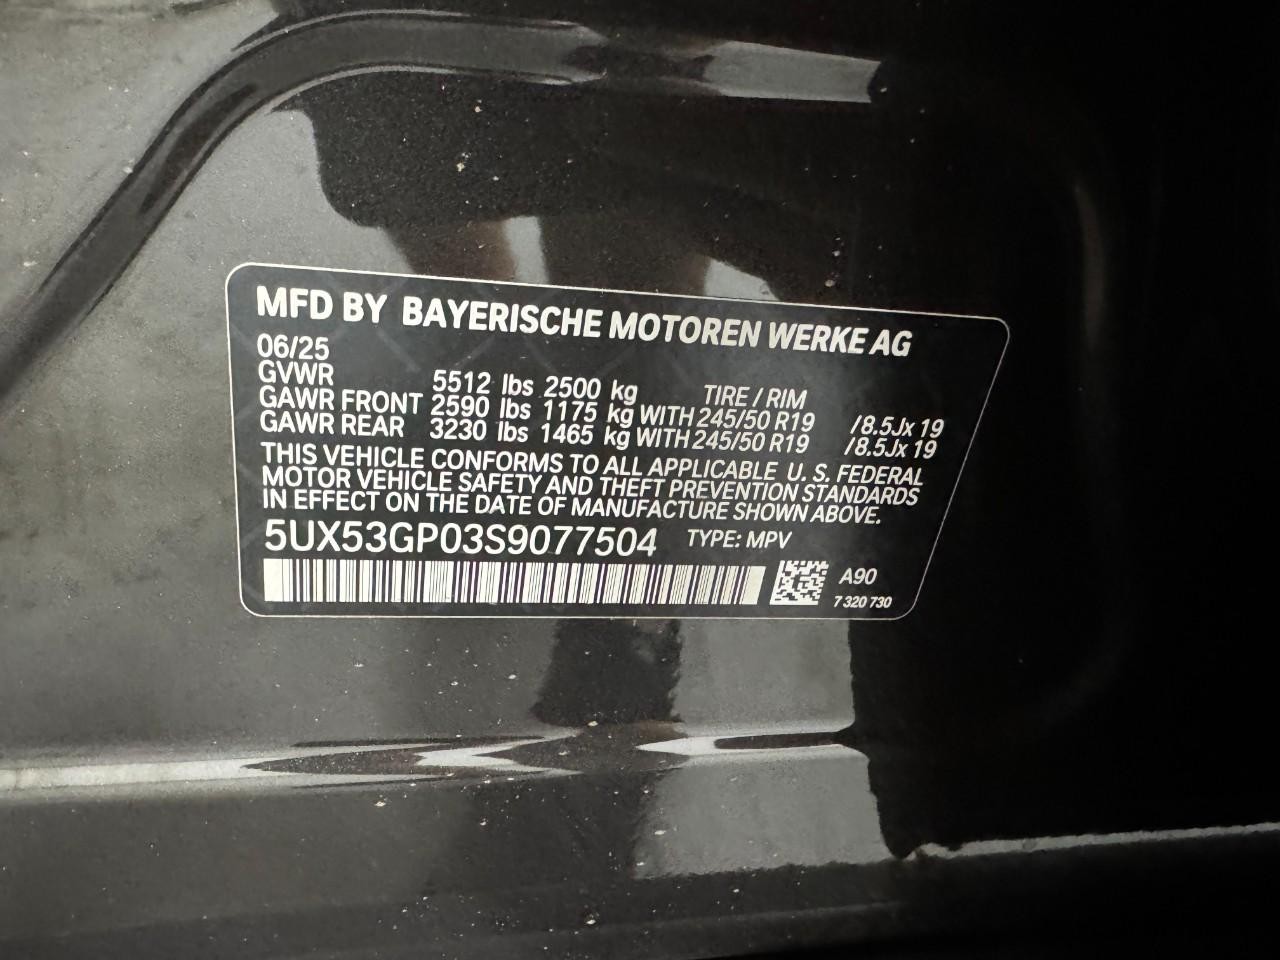 MFD BY BAYERISCHE MOTOREN WERKE AG
06/25
GVWR 5512 lbs 2500 kg TIRE / RIM
GAWR FRONT 2590 lbs 1175 kg WITH 245/50 R19 /8.5Jx 19
GAWR REAR 3230 lbs 1465 kg WITH 245/50 R19 /8.5Jx 19
THIS VEHICLE CONFORMS TO ALL APPLICABLE U. S. FEDERAL
MOTOR VEHICLE SAFETY AND THEFT PREVENTION STANDARDS
IN EFFECT ON THE DATE OF MANUFACTURE SHOWN ABOVE.
5UX53GP03S9077504 TYPE: MPV
A90
7 320 730